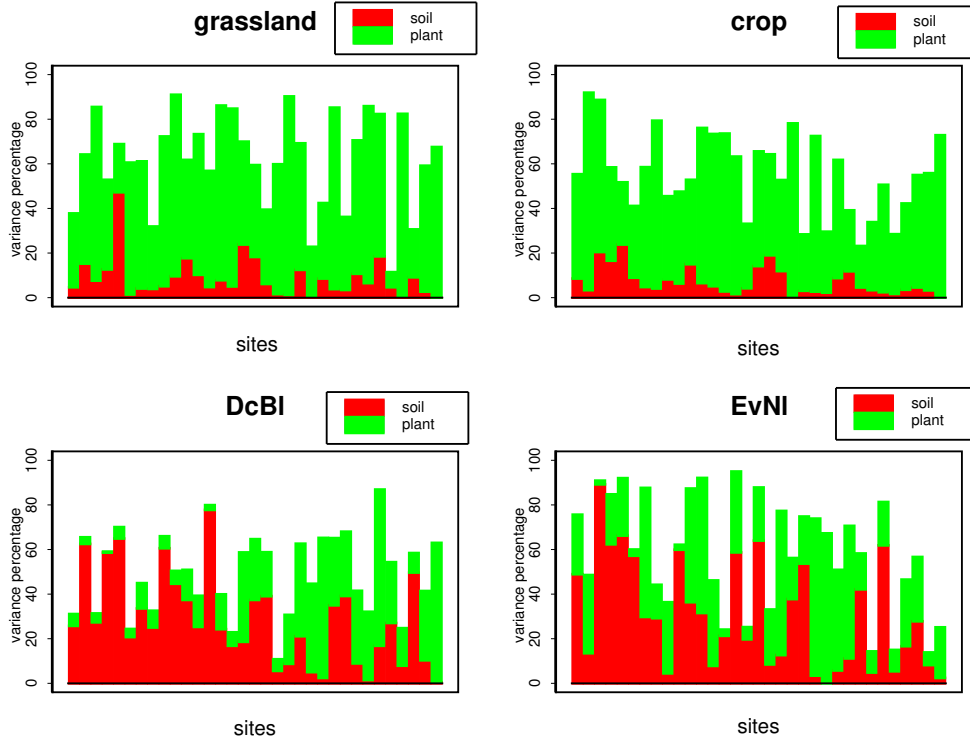 grassland
soil
plant
variance percentage
0
20
40
60
80
100
sites
crop
soil
plant
variance percentage
0
20
40
60
80
100
sites
DcBl
soil
plant
variance percentage
0
20
40
60
80
100
sites
EvNl
soil
plant
variance percentage
0
20
40
60
80
100
sites